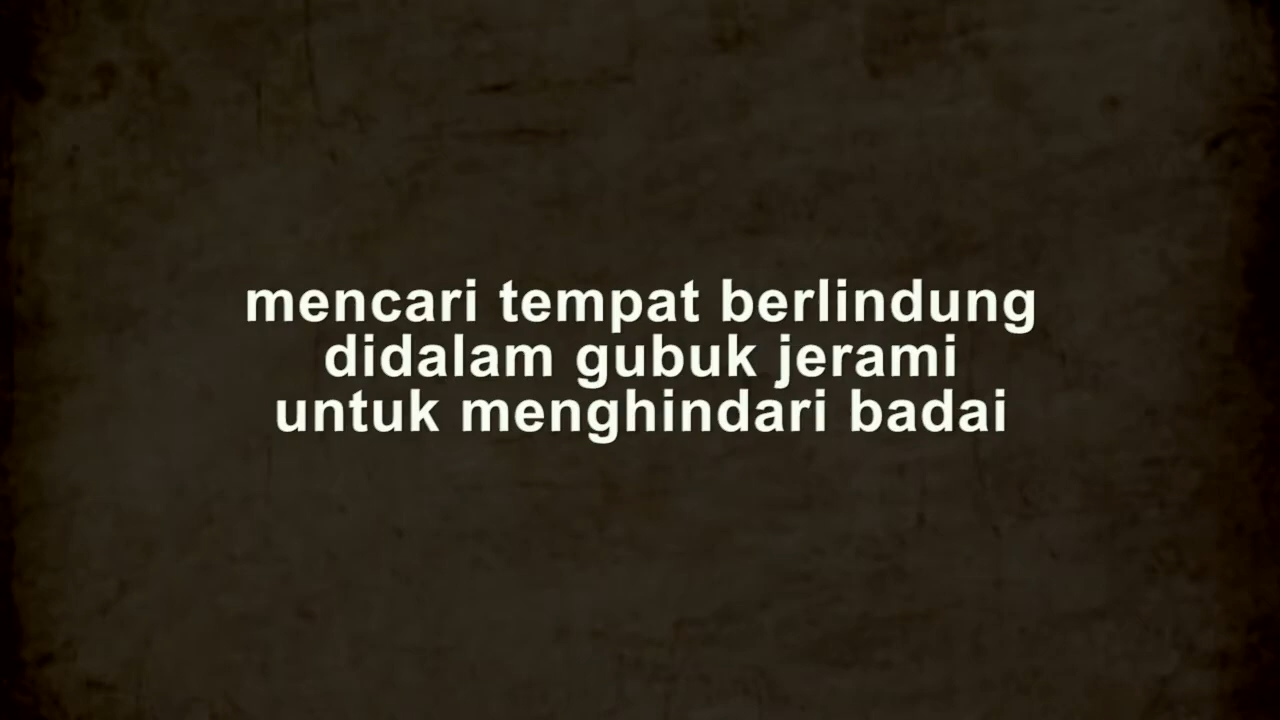 mencari tempat berlindung
didalam gubuk jerami
untuk menghindari badai